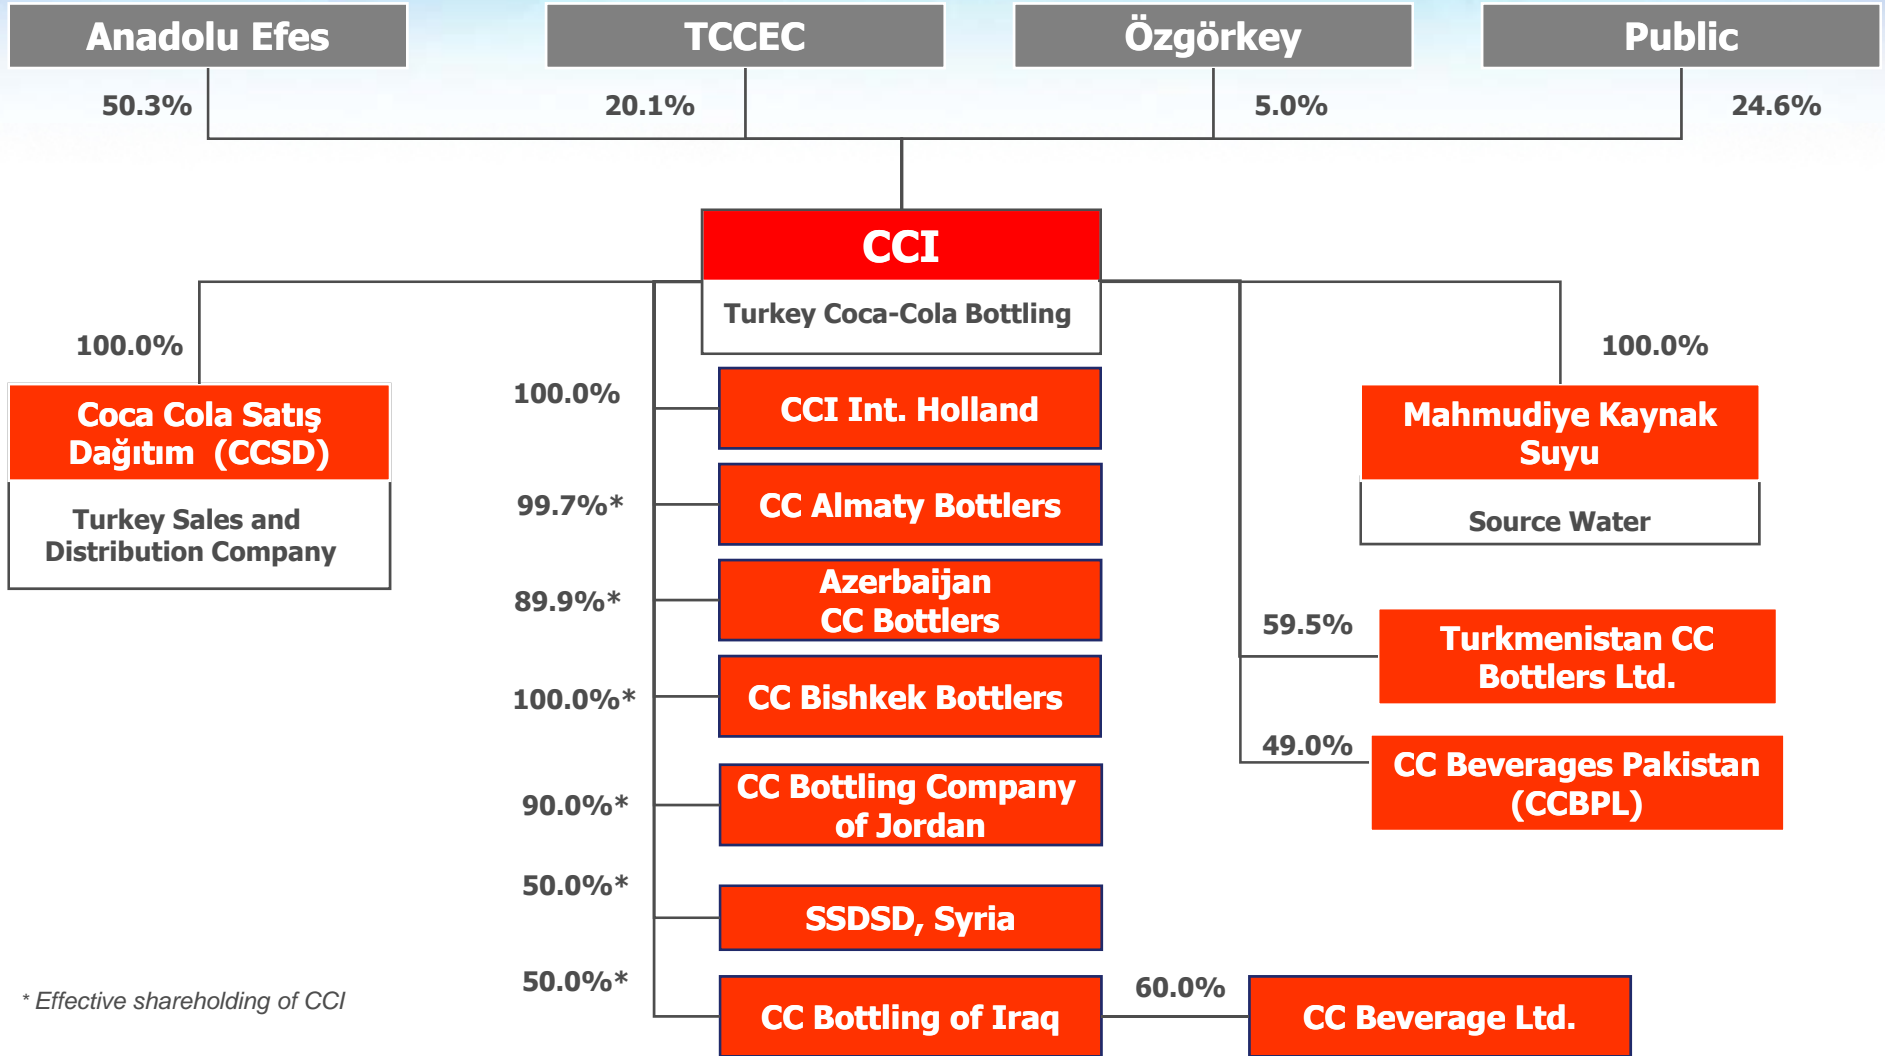 Anadolu Efes
TCCEC
Özgörkey
Public
50.3%
20.1%
5.0%
24.6%
CCI
Turkey Coca-Cola Bottling
100.0%
Coca Cola Satış
Dağıtım (CCSD)
Turkey Sales and
Distribution Company
100.0%
CCI Int. Holland
99.7%*
CC Almaty Bottlers
89.9%*
Azerbaijan
CC Bottlers
100.0%*
CC Bishkek Bottlers
90.0%*
CC Bottling Company
of Jordan
50.0%*
SSDSD, Syria
50.0%*
CC Bottling of Iraq
60.0%
CC Beverage Ltd.
100.0%
Mahmudiye Kaynak
Suyu
Source Water
59.5%
Turkmenistan CC
Bottlers Ltd.
49.0%
CC Beverages Pakistan
(CCBPL)
* Effective shareholding of CCI